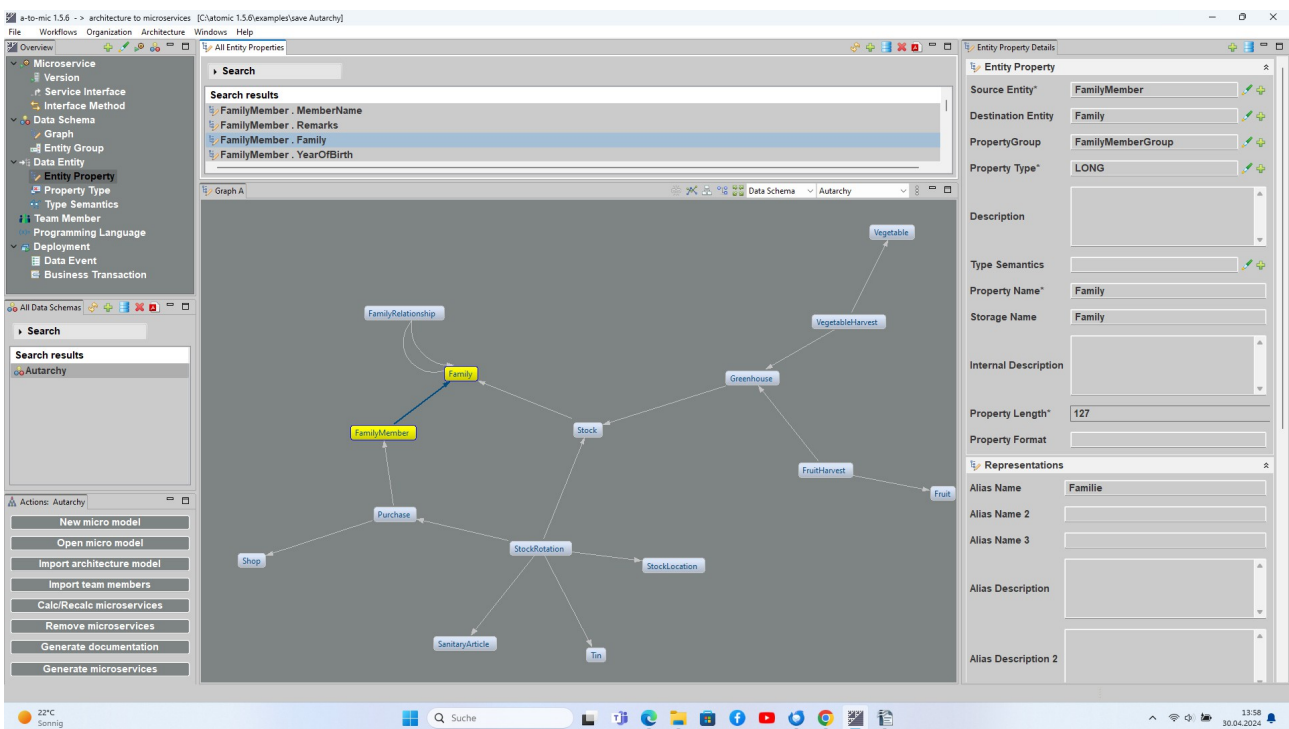 a-to-mic 1.5.6 - > architecture to microservices [C:\atomic 1.5.6\examples\save Autarchy]
File Workflows Organization Architecture Windows Help
Overview
Microservice
Version
Service Interface
Interface Method
Data Schema
Graph
Entity Group
Data Entity
Entity Property
Property Type
Type Semantics
Team Member
Programming Language
Deployment
Data Event
Business Transaction
All Data Schemas
Search
Search results
Autarchy
Actions: Autarchy
New micro model
Open micro model
Import architecture model
Import team members
Calc/Recalc microservices
Remove microservices
Generate documentation
Generate microservices
All Entity Properties
Search
Search results
FamilyMember . MemberName
FamilyMember . Remarks
FamilyMember . Family
FamilyMember . YearOfBirth
Graph A
Data Schema
Autarchy
Vegetable
FamilyRelationship
VegetableHarvest
Family
Greenhouse
FamilyMember
Stock
FruitHarvest
Fruit
Purchase
StockRotation
Shop
StockLocation
SanitaryArticle
Tin
Entity Property Details
Entity Property
Source Entity* FamilyMember
Destination Entity Family
PropertyGroup FamilyMemberGroup
Property Type* LONG
Description
Type Semantics
Property Name* Family
Storage Name Family
Internal Description
Property Length* 127
Property Format
Representations
Alias Name Familie
Alias Name 2
Alias Name 3
Alias Description
Alias Description 2
22°C
Sonnig
Suche
13:58
30.04.2024